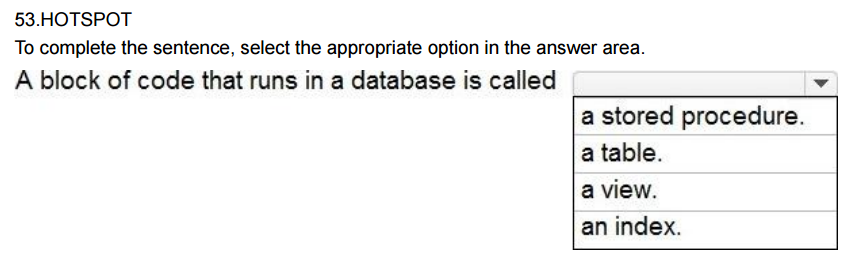 53.HOTSPOT
To complete the sentence, select the appropriate option in the answer area.
A block of code that runs in a database is called
a stored procedure.
a table.
a view.
an index.